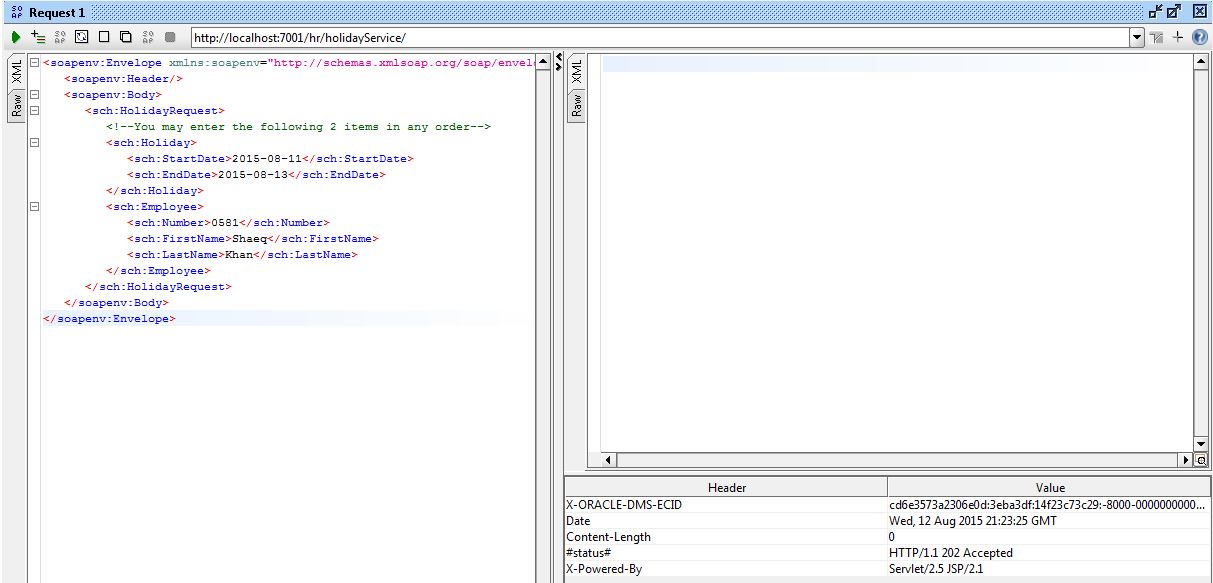 Request 1
http://localhost:7001/hr/holidayService/
XML
Raw
<soapenv:Envelope xmlns:soapenv="http://schemas.xmlsoap.org/soap/envel
<soapenv:Header/>
<soapenv:Body>
<sch:HolidayRequest>
<!--You may enter the following 2 items in any order-->
<sch:Holiday>
<sch:StartDate>2015-08-11</sch:StartDate>
<sch:EndDate>2015-08-13</sch:EndDate>
</sch:Holiday>
<sch:Employee>
<sch:Number>0581</sch:Number>
<sch:FirstName>Shaeq</sch:FirstName>
<sch:LastName>Khan</sch:LastName>
</sch:Employee>
</sch:HolidayRequest>
</soapenv:Body>
</soapenv:Envelope>
XML
Raw
Header Value
X-ORACLE-DMS-ECID cd6e3573a2306e0d:3eba3df:14f23c73c29:-8000-0000000000...
Date Wed, 12 Aug 2015 21:23:25 GMT
Content-Length 0
#status# HTTP/1.1 202 Accepted
X-Powered-By Servlet/2.5 JSP/2.1